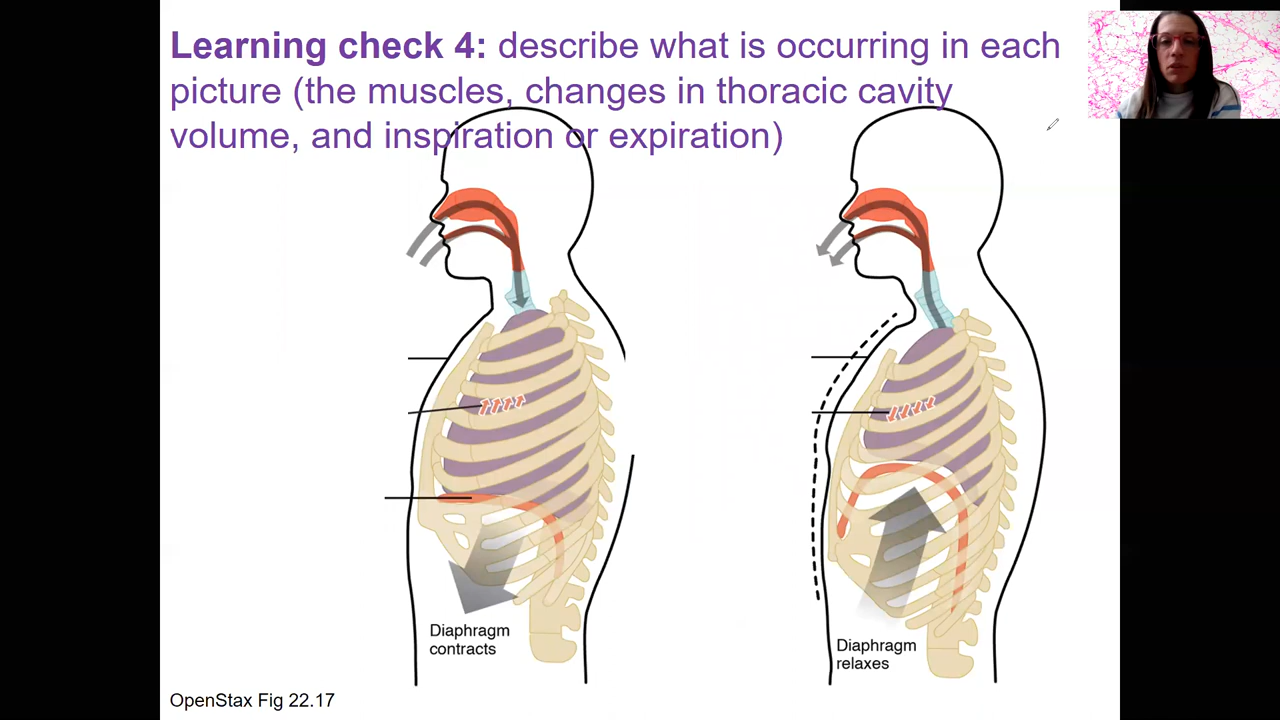 Learning check 4: describe what is occurring in each
picture (the muscles, changes in thoracic cavity
volume, and inspiration or expiration)
Diaphragm
contracts
Diaphragm
relaxes
OpenStax Fig 22.17